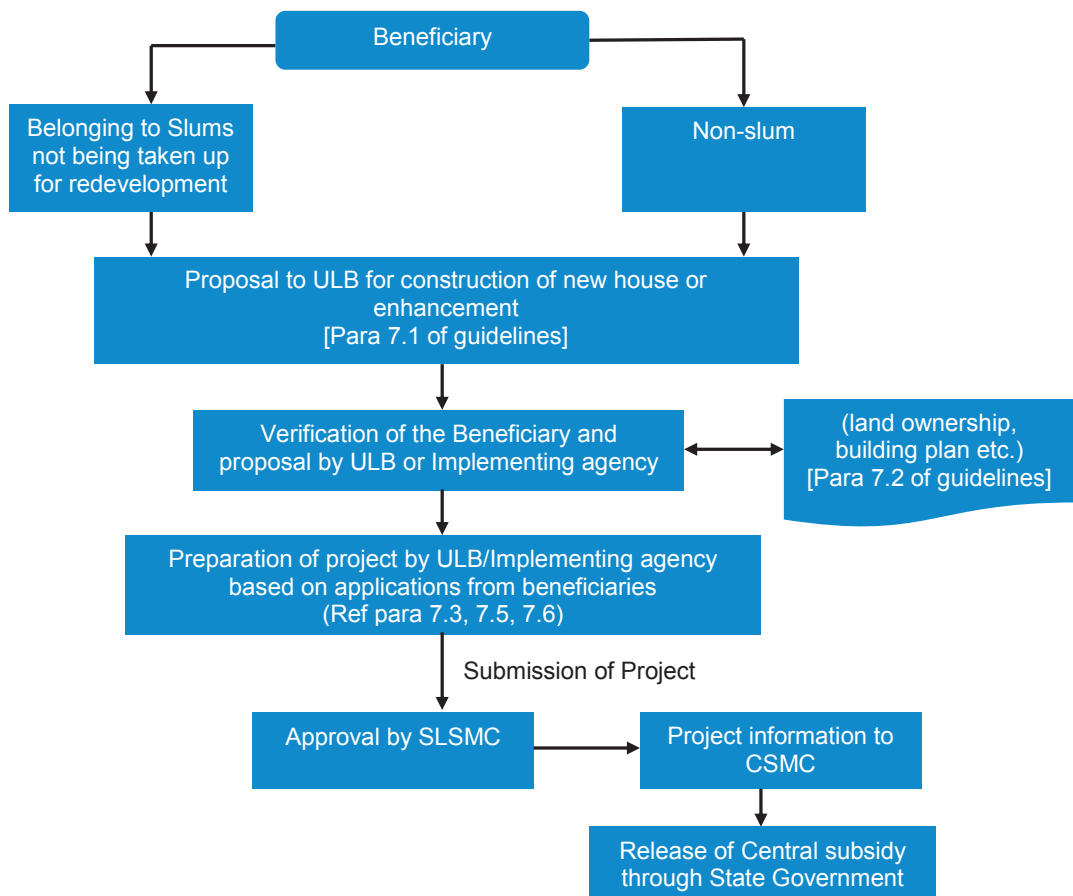 Beneficiary
Belonging to Slums
not being taken up
for redevelopment
Non-slum
Proposal to ULB for construction of new house or
enhancement
[Para 7.1 of guidelines]
Verification of the Beneficiary and
proposal by ULB or Implementing agency
(land ownership,
building plan etc.)
[Para 7.2 of guidelines]
Preparation of project by ULB/Implementing agency
based on applications from beneficiaries
(Ref para 7.3, 7.5, 7.6)
Submission of Project
Approval by SLSMC
Project information to
CSMC
Release of Central subsidy
through State Government